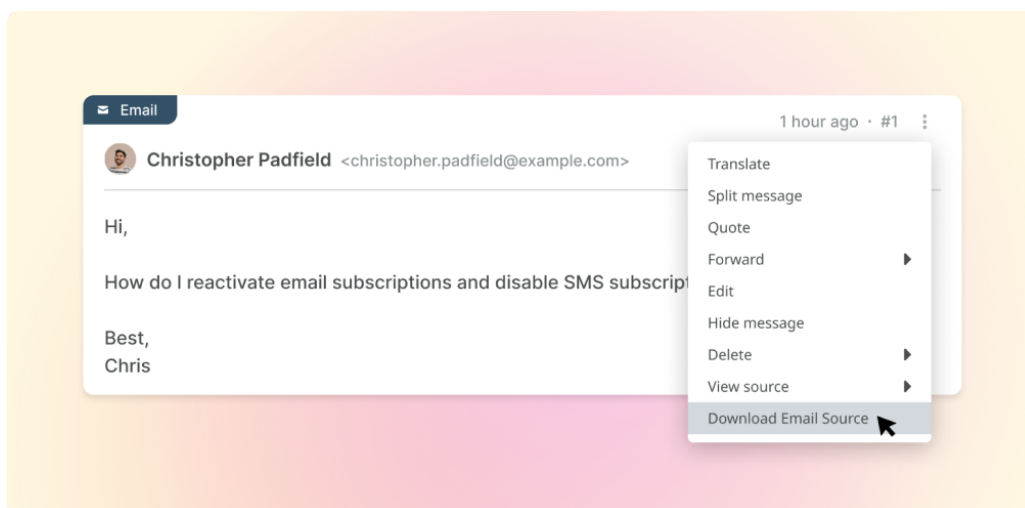 Email
1 hour ago · #1
Christopher Padfield <christopher.padfield@example.com>
Hi,
How do I reactivate email subscriptions and disable SMS
Best,
Chris
Translate
Split message
Quote
Forward
Edit
Hide message
Delete
View source
Download Email Source